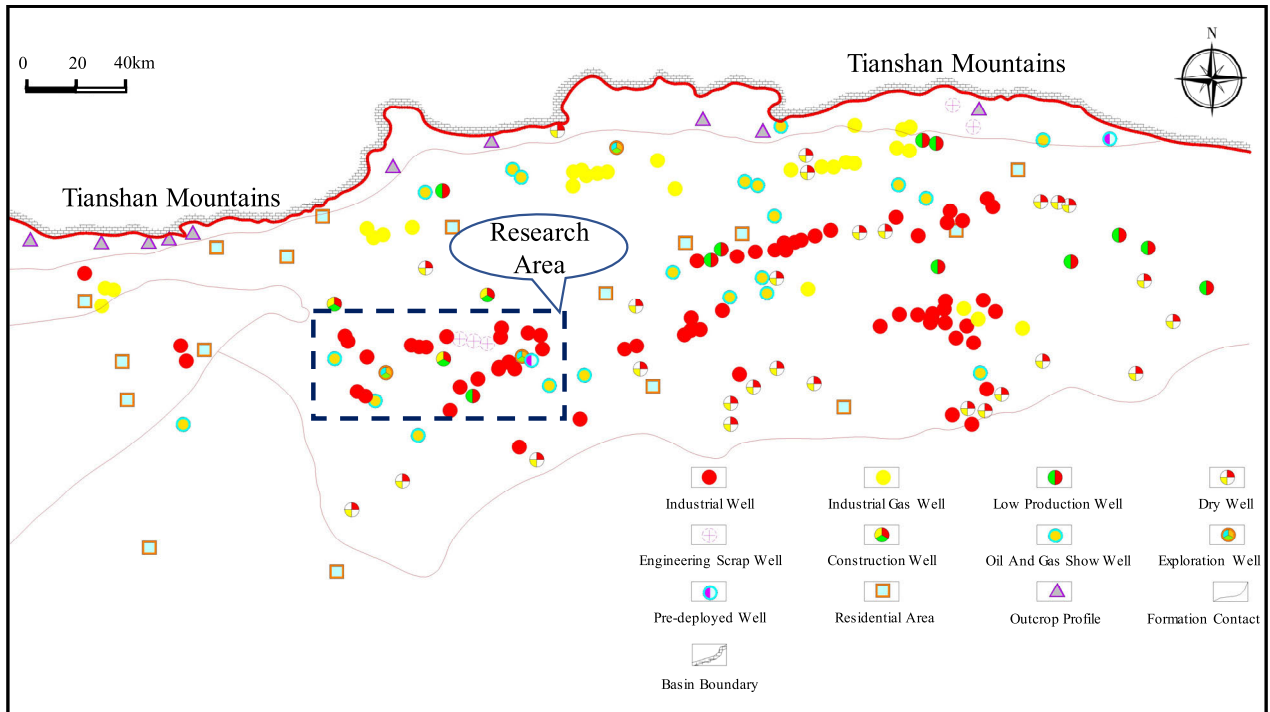 N
Tianshan Mountains
0 20 40km
Tianshan Mountains
Research
Area
Industrial Well
Industrial Gas Well
Low Production Well
Dry Well
Engineering Scrap Well
Construction Well
Oil And Gas Show Well
Exploration Well
Pre-deployed Well
Residential Area
Outcrop Profile
Formation Contact
Basin Boundary